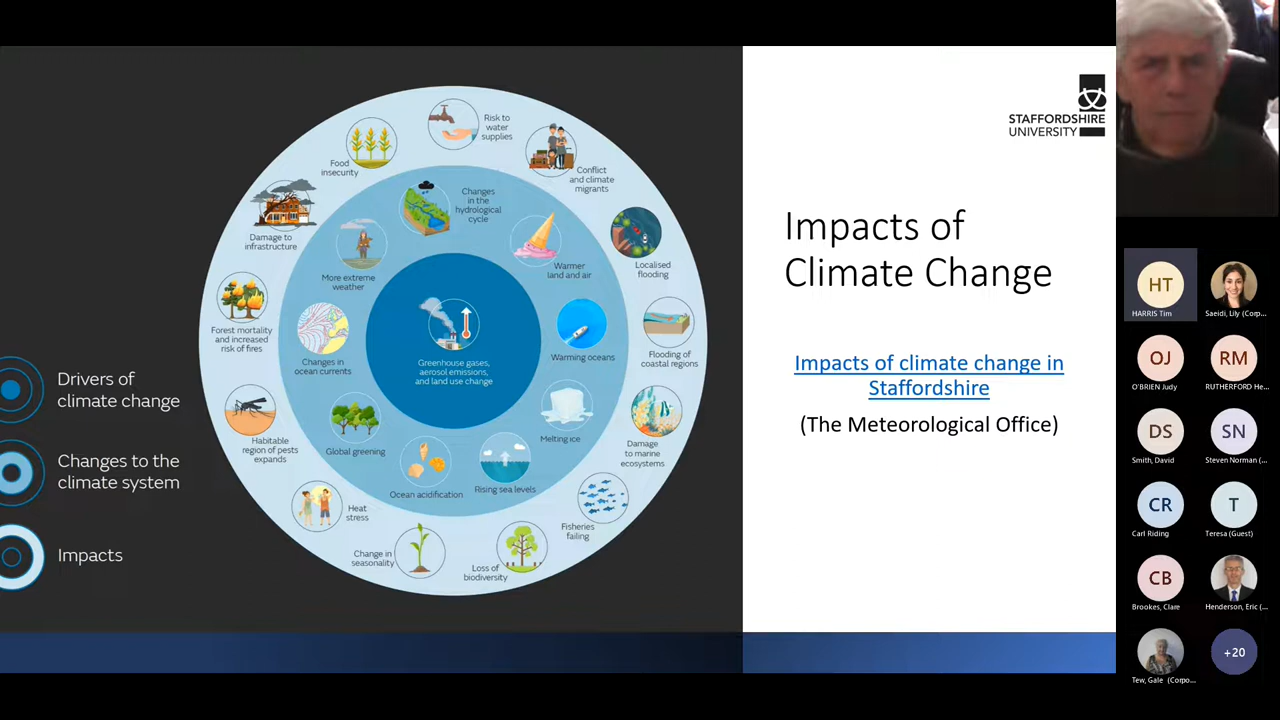 Drivers of
climate change
Changes to the
climate system
Impacts
Risk to
water
supplies
Conflict
and climate
migrants
Localised
flooding
Flooding of
coastal regions
Damage
to marine
ecosystems
Fisheries
failing
Loss of
biodiversity
Change in
seasonality
Heat
stress
Habitable
region of pests
expands
Forest mortality
and increased
risk of fires
Damage to
infrastructure
Food
insecurity
Changes
in the
hydrological
cycle
Warmer
land and air
Warming oceans
Melting ice
Rising sea levels
Ocean acidification
Global greening
Changes in
ocean currents
More extreme
weather
Greenhouse gases,
aerosol emissions,
and land use change
STAFFORDSHIRE
UNIVERSITY
Impacts of
Climate Change
Impacts of climate change in
Staffordshire
(The Meteorological Office)
HT
HARRIS Tim
Saeidi, Lily (Corp...
OJ
O'BRIEN Judy
RM
RUTHERFORD He...
DS
Smith, David
SN
Steven Norman (...
CR
Carl Riding
T
Teresa (Guest)
CB
Brookes, Clare
Henderson, Eric (...
Tew, Gale (Corpo...
+20